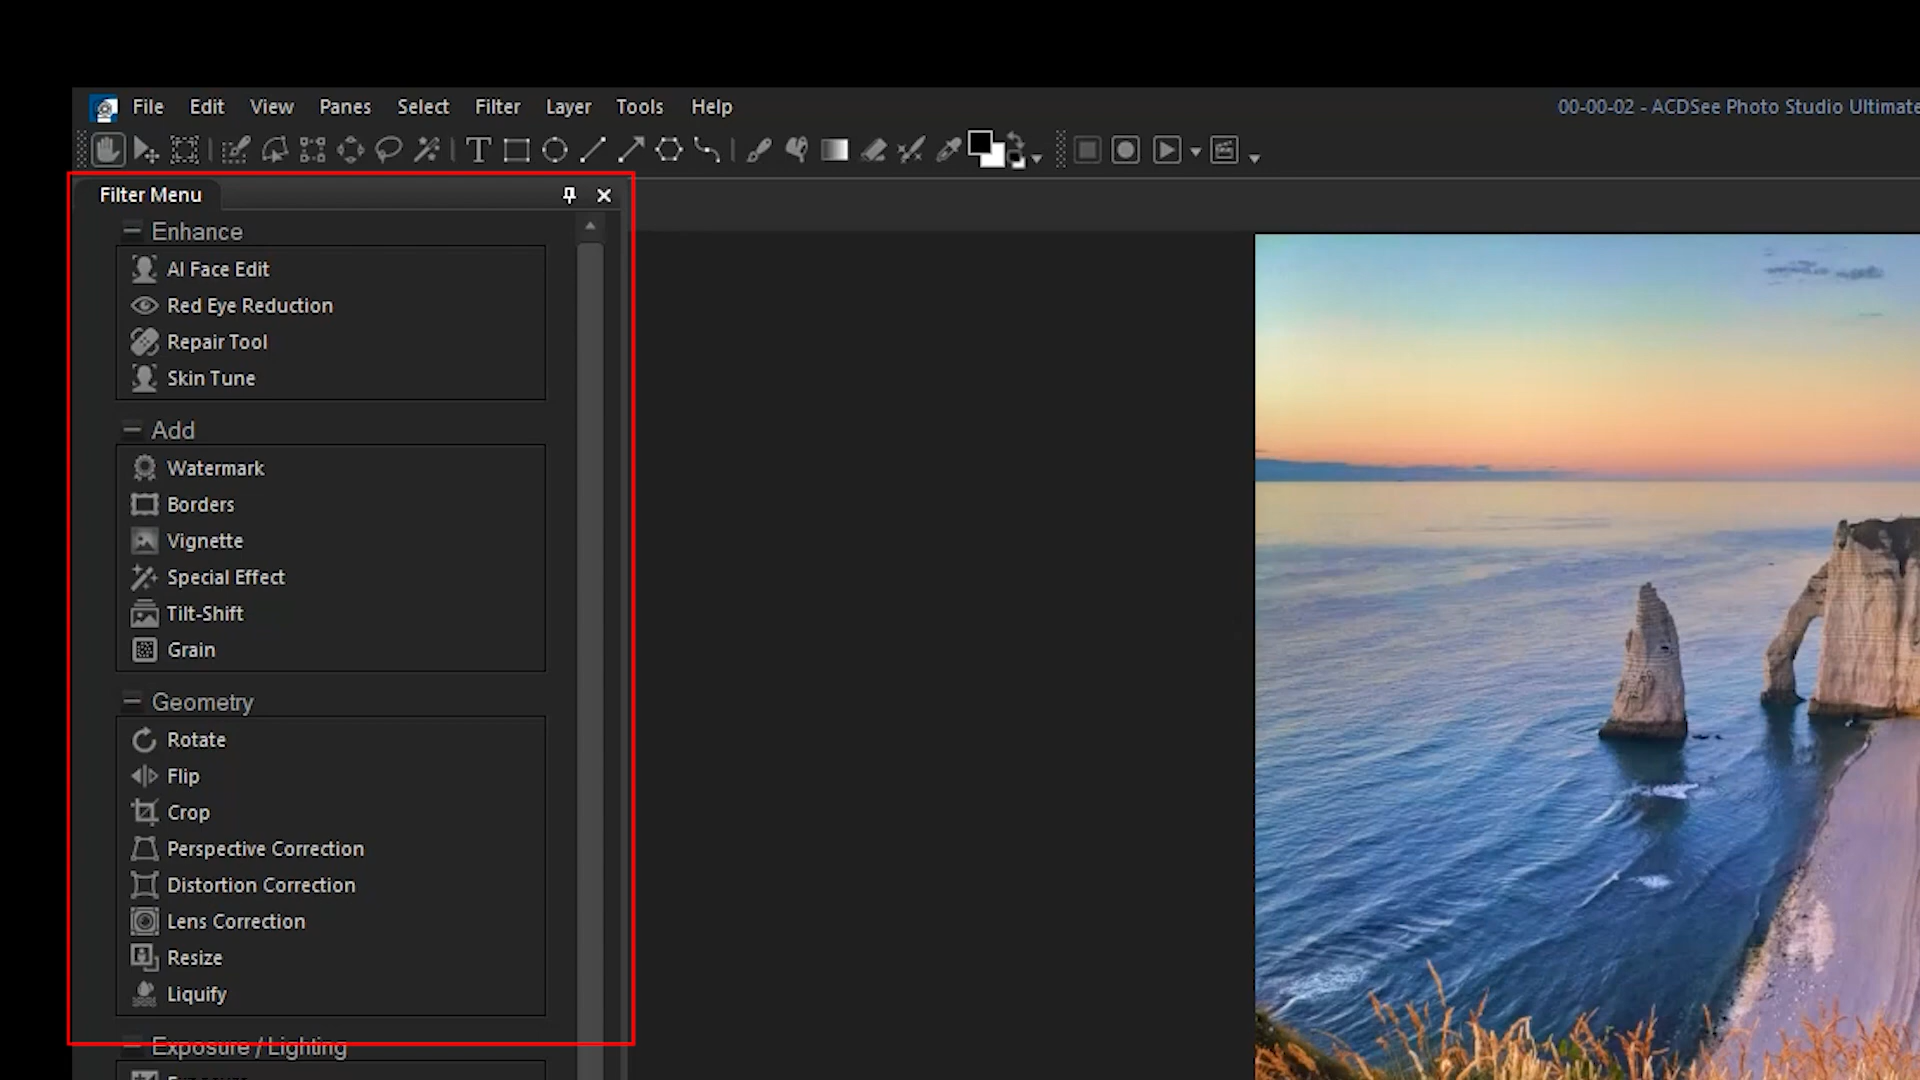 File Edit View Panes Select Filter Layer Tools Help
00-00-02 - ACDSee Photo Studio Ultimate
Filter Menu
Enhance
AI Face Edit
Red Eye Reduction
Repair Tool
Skin Tune
Add
Watermark
Borders
Vignette
Special Effect
Tilt-Shift
Grain
Geometry
Rotate
Flip
Crop
Perspective Correction
Distortion Correction
Lens Correction
Resize
Liquify
Exposure / Lighting